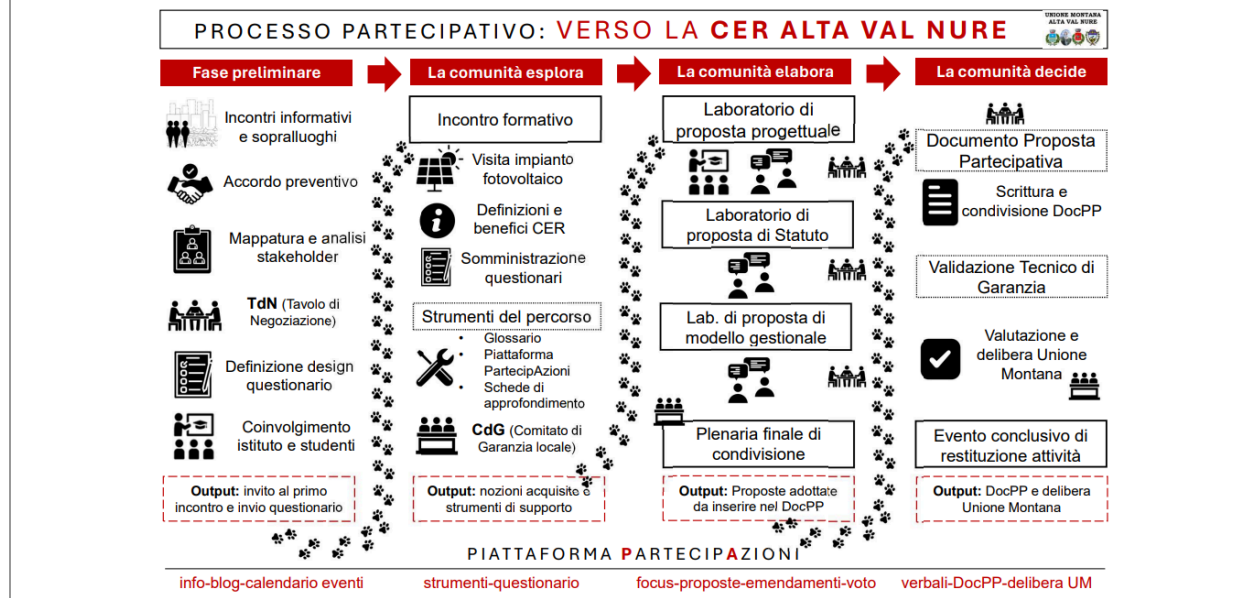 PROCESSO PARTECIPATIVO: VERSO LA CER ALTA VAL NURE
UNIONE MONTANA
ALTA VAL NURE
Fase preliminare
Incontri informativi
e sopralluoghi
Accordo preventivo
Mappatura e analisi
stakeholder
TdN (Tavolo di
Negoziazione)
Definizione design
questionario
Coinvolgimento
istituto e studenti
Output: invito al primo
incontro e invio questionario
La comunità esplora
Incontro formativo
Visita impianto
fotovoltaico
Definizioni e
benefici CER
Somministrazione
questionari
Strumenti del percorso
• Glossario
• Piattaforma
PartecipAzioni
• Schede di
approfondimento
CdG (Comitato di
Garanzia locale)
Output: nozioni acquisite e
strumenti di supporto
La comunità elabora
Laboratorio di
proposta progettuale
Laboratorio di
proposta di Statuto
Lab. di proposta di
modello gestionale
Plenaria finale di
condivisione
Output: Proposte adottate
da inserire nel DocPP
La comunità decide
Documento Proposta
Partecipativa
Scrittura e
condivisione DocPP
Validazione Tecnico di
Garanzia
Valutazione e
delibera Unione
Montana
Evento conclusivo di
restituzione attività
Output: DocPP e delibera
Unione Montana
PIATTAFORMA PARTECIPAZIONI
info-blog-calendario eventi
strumenti-questionario
focus-proposte-emendamenti-voto
verbali-DocPP-delibera UM